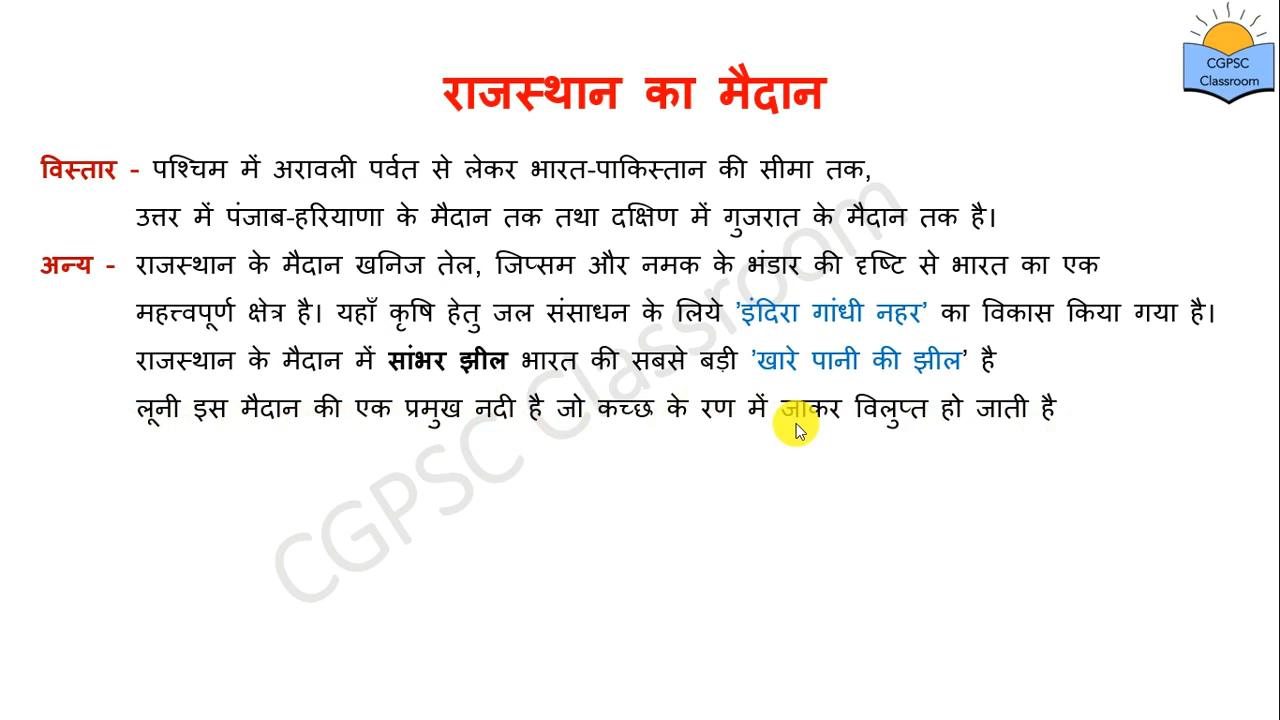 CGPSC
Classroom
राजस्थान का मैदान
विस्तार - पश्चिम में अरावली पर्वत से लेकर भारत-पाकिस्तान की सीमा तक,
उत्तर में पंजाब-हरियाणा के मैदान तक तथा दक्षिण में गुजरात के मैदान तक है।
अन्य - राजस्थान के मैदान खनिज तेल, जिप्सम और नमक के भंडार की दृष्टि से भारत का एक
महत्त्वपूर्ण क्षेत्र है। यहाँ कृषि हेतु जल संसाधन के लिये ’इंदिरा गांधी नहर’ का विकास किया गया है।
राजस्थान के मैदान में सांभर झील भारत की सबसे बड़ी ’खारे पानी की झील’ है
लूनी इस मैदान की एक प्रमुख नदी है जो कच्छ के रण में जाकर विलुप्त हो जाती है
CGPSC Classroom